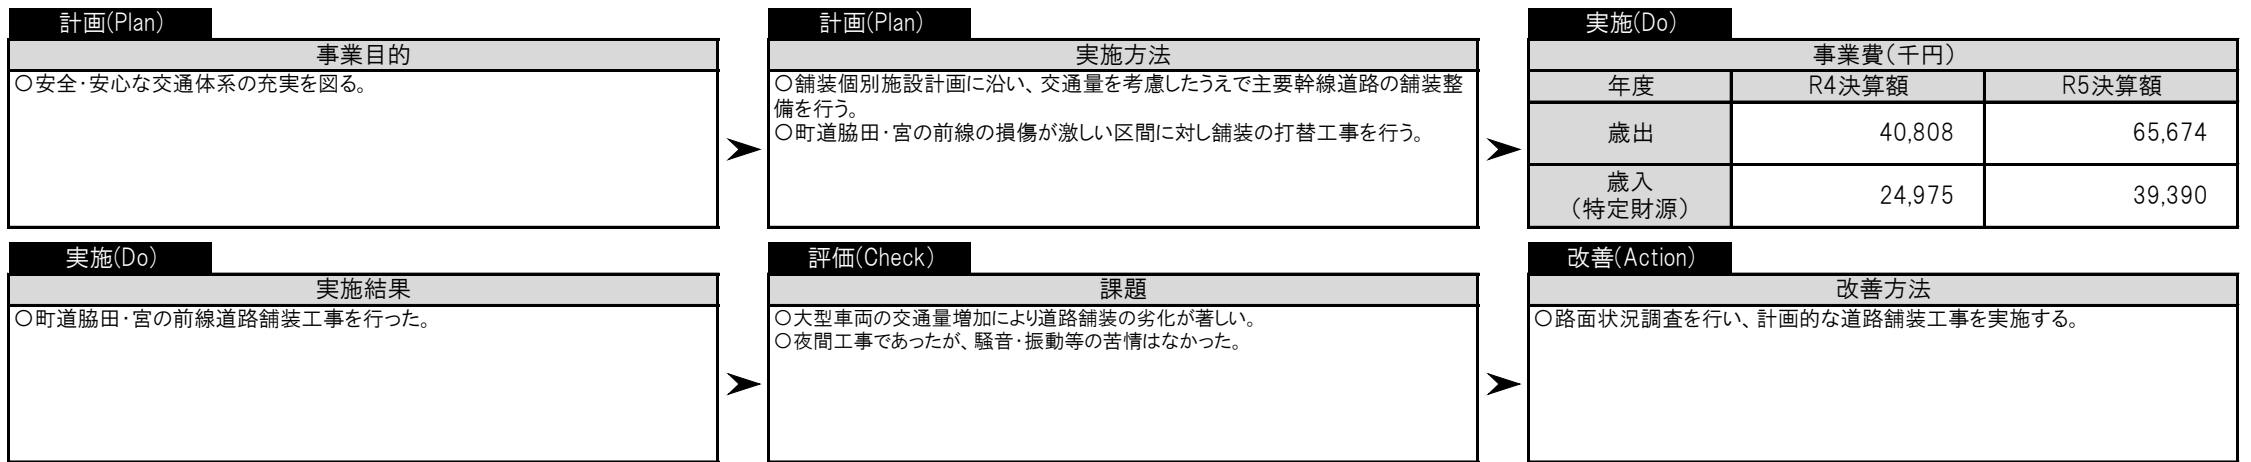 計画(Plan)
事業目的
○安全・安心な交通体系の充実を図る。
計画(Plan)
実施方法
○舗装個別施設計画に沿い、交通量を考慮したうえで主要幹線道路の舗装整
備を行う。
○町道脇田・宮の前線の損傷が激しい区間に対し舗装の打替工事を行う。
実施(Do)
事業費(千円)
年度 R4決算額 R5決算額
歳出 40,808 65,674
歳入
(特定財源) 24,975 39,390
実施(Do)
実施結果
○町道脇田・宮の前線道路舗装工事を行った。
評価(Check)
課題
○大型車両の交通量増加により道路舗装の劣化が著しい。
○夜間工事であったが、騒音・振動等の苦情はなかった。
改善(Action)
改善方法
○路面状況調査を行い、計画的な道路舗装工事を実施する。